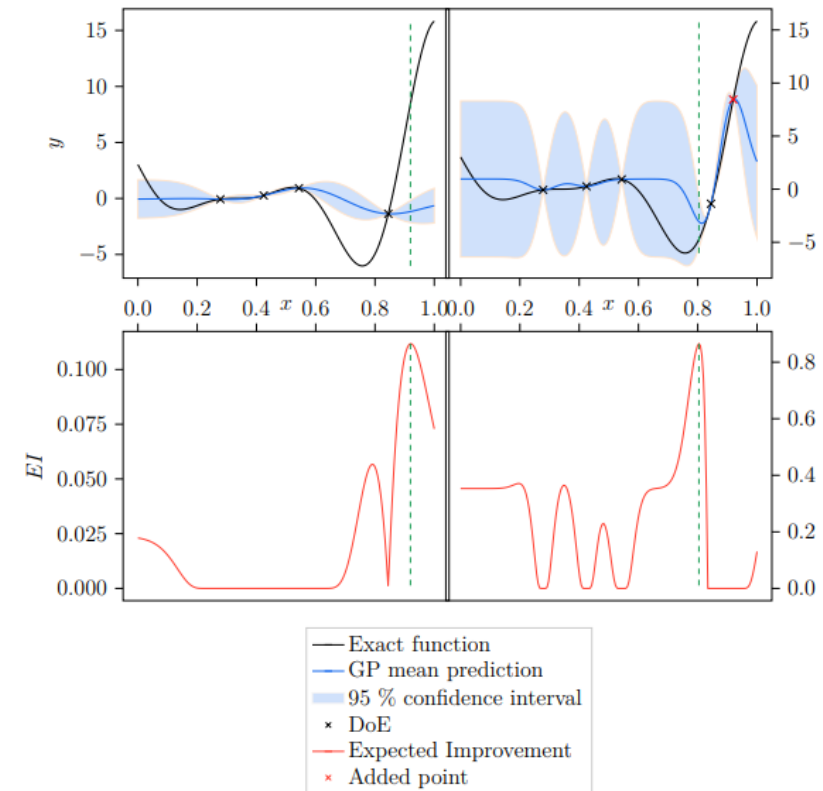 15
10
5
0
−5
y
15
10
5
0
−5
0.0 0.2 0.4 x 0.6 0.8 1.0
0.0 0.2 0.4 x 0.6 0.8 1.0
0.100
0.075
0.050
0.025
0.000
EI
0.8
0.6
0.4
0.2
0.0
Exact function
GP mean prediction
95 % confidence interval
DoE
Expected Improvement
Added point